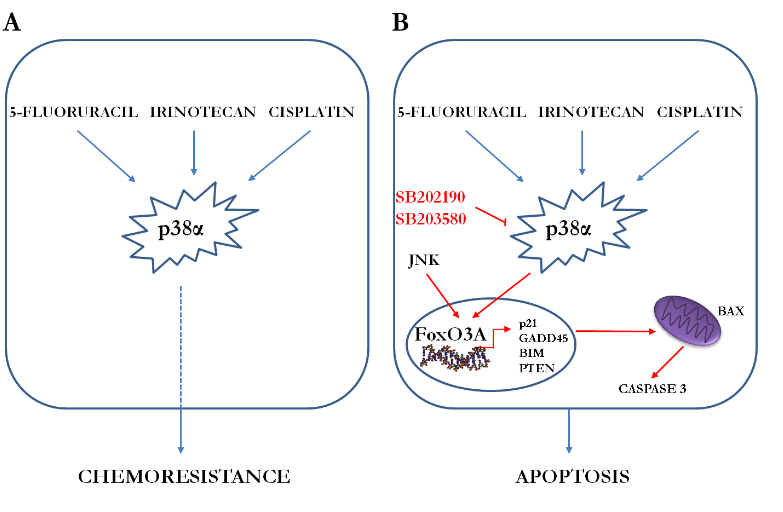 A
5-FLUORURACIL IRINOTECAN CISPLATIN
p38α
CHEMORESISTANCE
B
5-FLUORURACIL IRINOTECAN CISPLATIN
SB202190
SB203580
p38α
JNK
FoxO3A
p21
GADD45
BIM
PTEN
BAX
CASPASE 3
APOPTOSIS